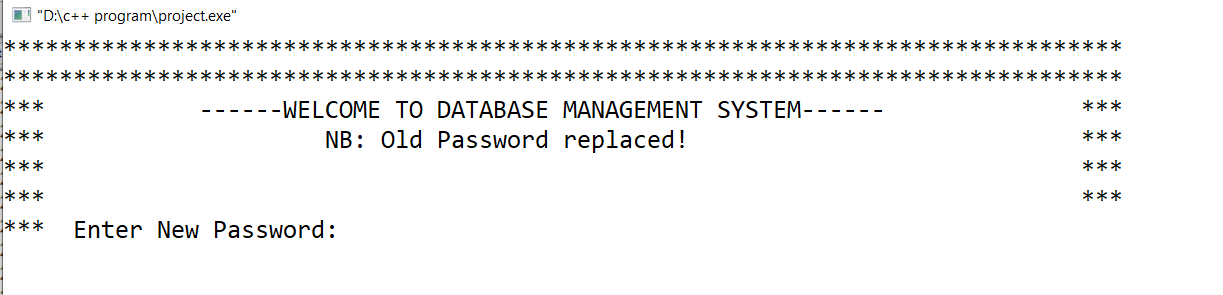 "D:\c++ program\project.exe"
********************************************************************************
********************************************************************************
*** ------WELCOME TO DATABASE MANAGEMENT SYSTEM------ ***
*** NB: Old Password replaced! ***
*** ***
*** ***
*** Enter New Password: